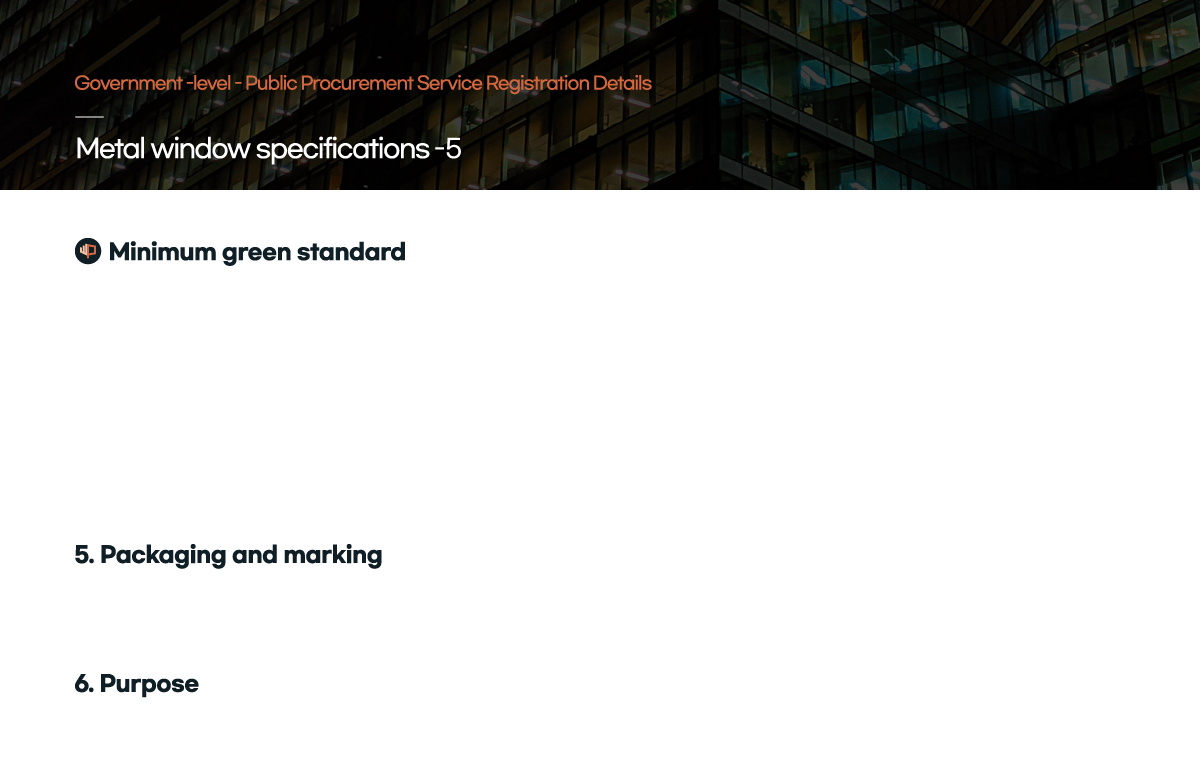 Government -level - Public Procurement Service Registration Details
Metal window specifications -5
Minimum green standard
5. Packaging and marking
6. Purpose